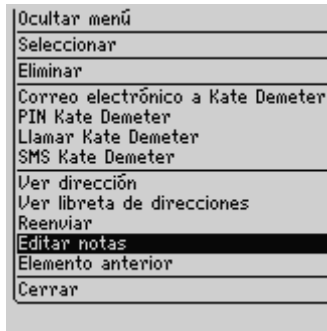 Ocultar menú
Seleccionar
Eliminar
Correo electrónico a Kate Demeter
PIN Kate Demeter
Llamar Kate Demeter
SMS Kate Demeter
Ver dirección
Ver libreta de direcciones
Reenviar
Editar notas
Elemento anterior
Cerrar